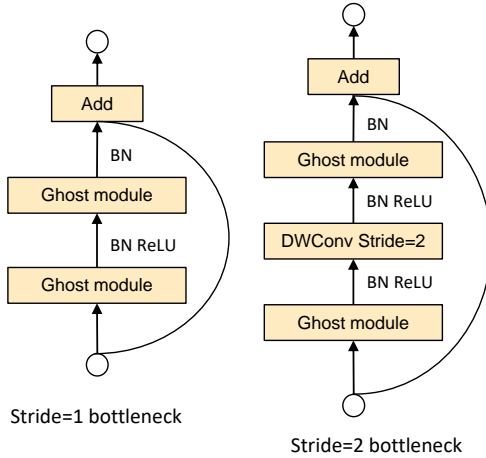 Add
BN
Ghost module
BN ReLU
Ghost module
Stride=1 bottleneck
Add
BN
Ghost module
BN ReLU
DWConv Stride=2
BN ReLU
Ghost module
Stride=2 bottleneck